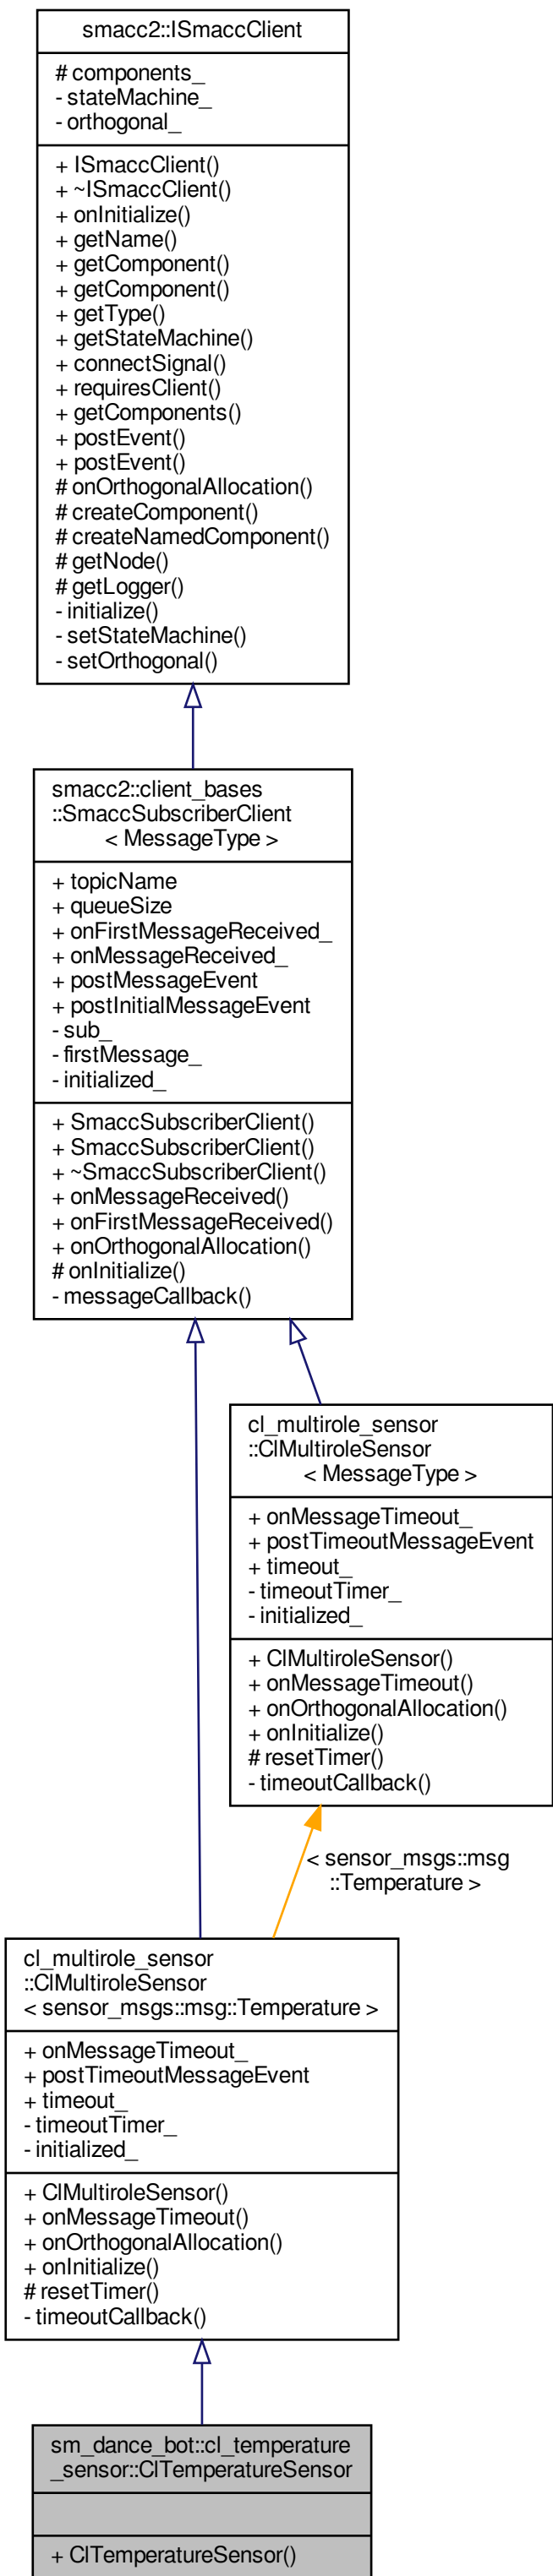 smacc2::ISmaccClient
# components_
- stateMachine_
- orthogonal_
+ ISmaccClient()
+ ~ISmaccClient()
+ onInitialize()
+ getName()
+ getComponent()
+ getComponent()
+ getType()
+ getStateMachine()
+ connectSignal()
+ requiresClient()
+ getComponents()
+ postEvent()
+ postEvent()
# onOrthogonalAllocation()
# createComponent()
# createNamedComponent()
# getNode()
# getLogger()
- initialize()
- setStateMachine()
- setOrthogonal()
smacc2::client_bases
::SmaccSubscriberClient
< MessageType >
+ topicName
+ queueSize
+ onFirstMessageReceived_
+ onMessageReceived_
+ postMessageEvent
+ postInitialMessageEvent
- sub_
- firstMessage_
- initialized_
+ SmaccSubscriberClient()
+ SmaccSubscriberClient()
+ ~SmaccSubscriberClient()
+ onMessageReceived()
+ onFirstMessageReceived()
+ onOrthogonalAllocation()
# onInitialize()
- messageCallback()
cl_multirole_sensor
::ClMultiroleSensor
< MessageType >
+ onMessageTimeout_
+ postTimeoutMessageEvent
+ timeout_
- timeoutTimer_
- initialized_
+ ClMultiroleSensor()
+ onMessageTimeout()
+ onOrthogonalAllocation()
+ onInitialize()
# resetTimer()
- timeoutCallback()
< sensor_msgs::msg
::Temperature >
cl_multirole_sensor
::ClMultiroleSensor
< sensor_msgs::msg::Temperature >
+ onMessageTimeout_
+ postTimeoutMessageEvent
+ timeout_
- timeoutTimer_
- initialized_
+ ClMultiroleSensor()
+ onMessageTimeout()
+ onOrthogonalAllocation()
+ onInitialize()
# resetTimer()
- timeoutCallback()
sm_dance_bot::cl_temperature
_sensor::ClTemperatureSensor
+ ClTemperatureSensor()